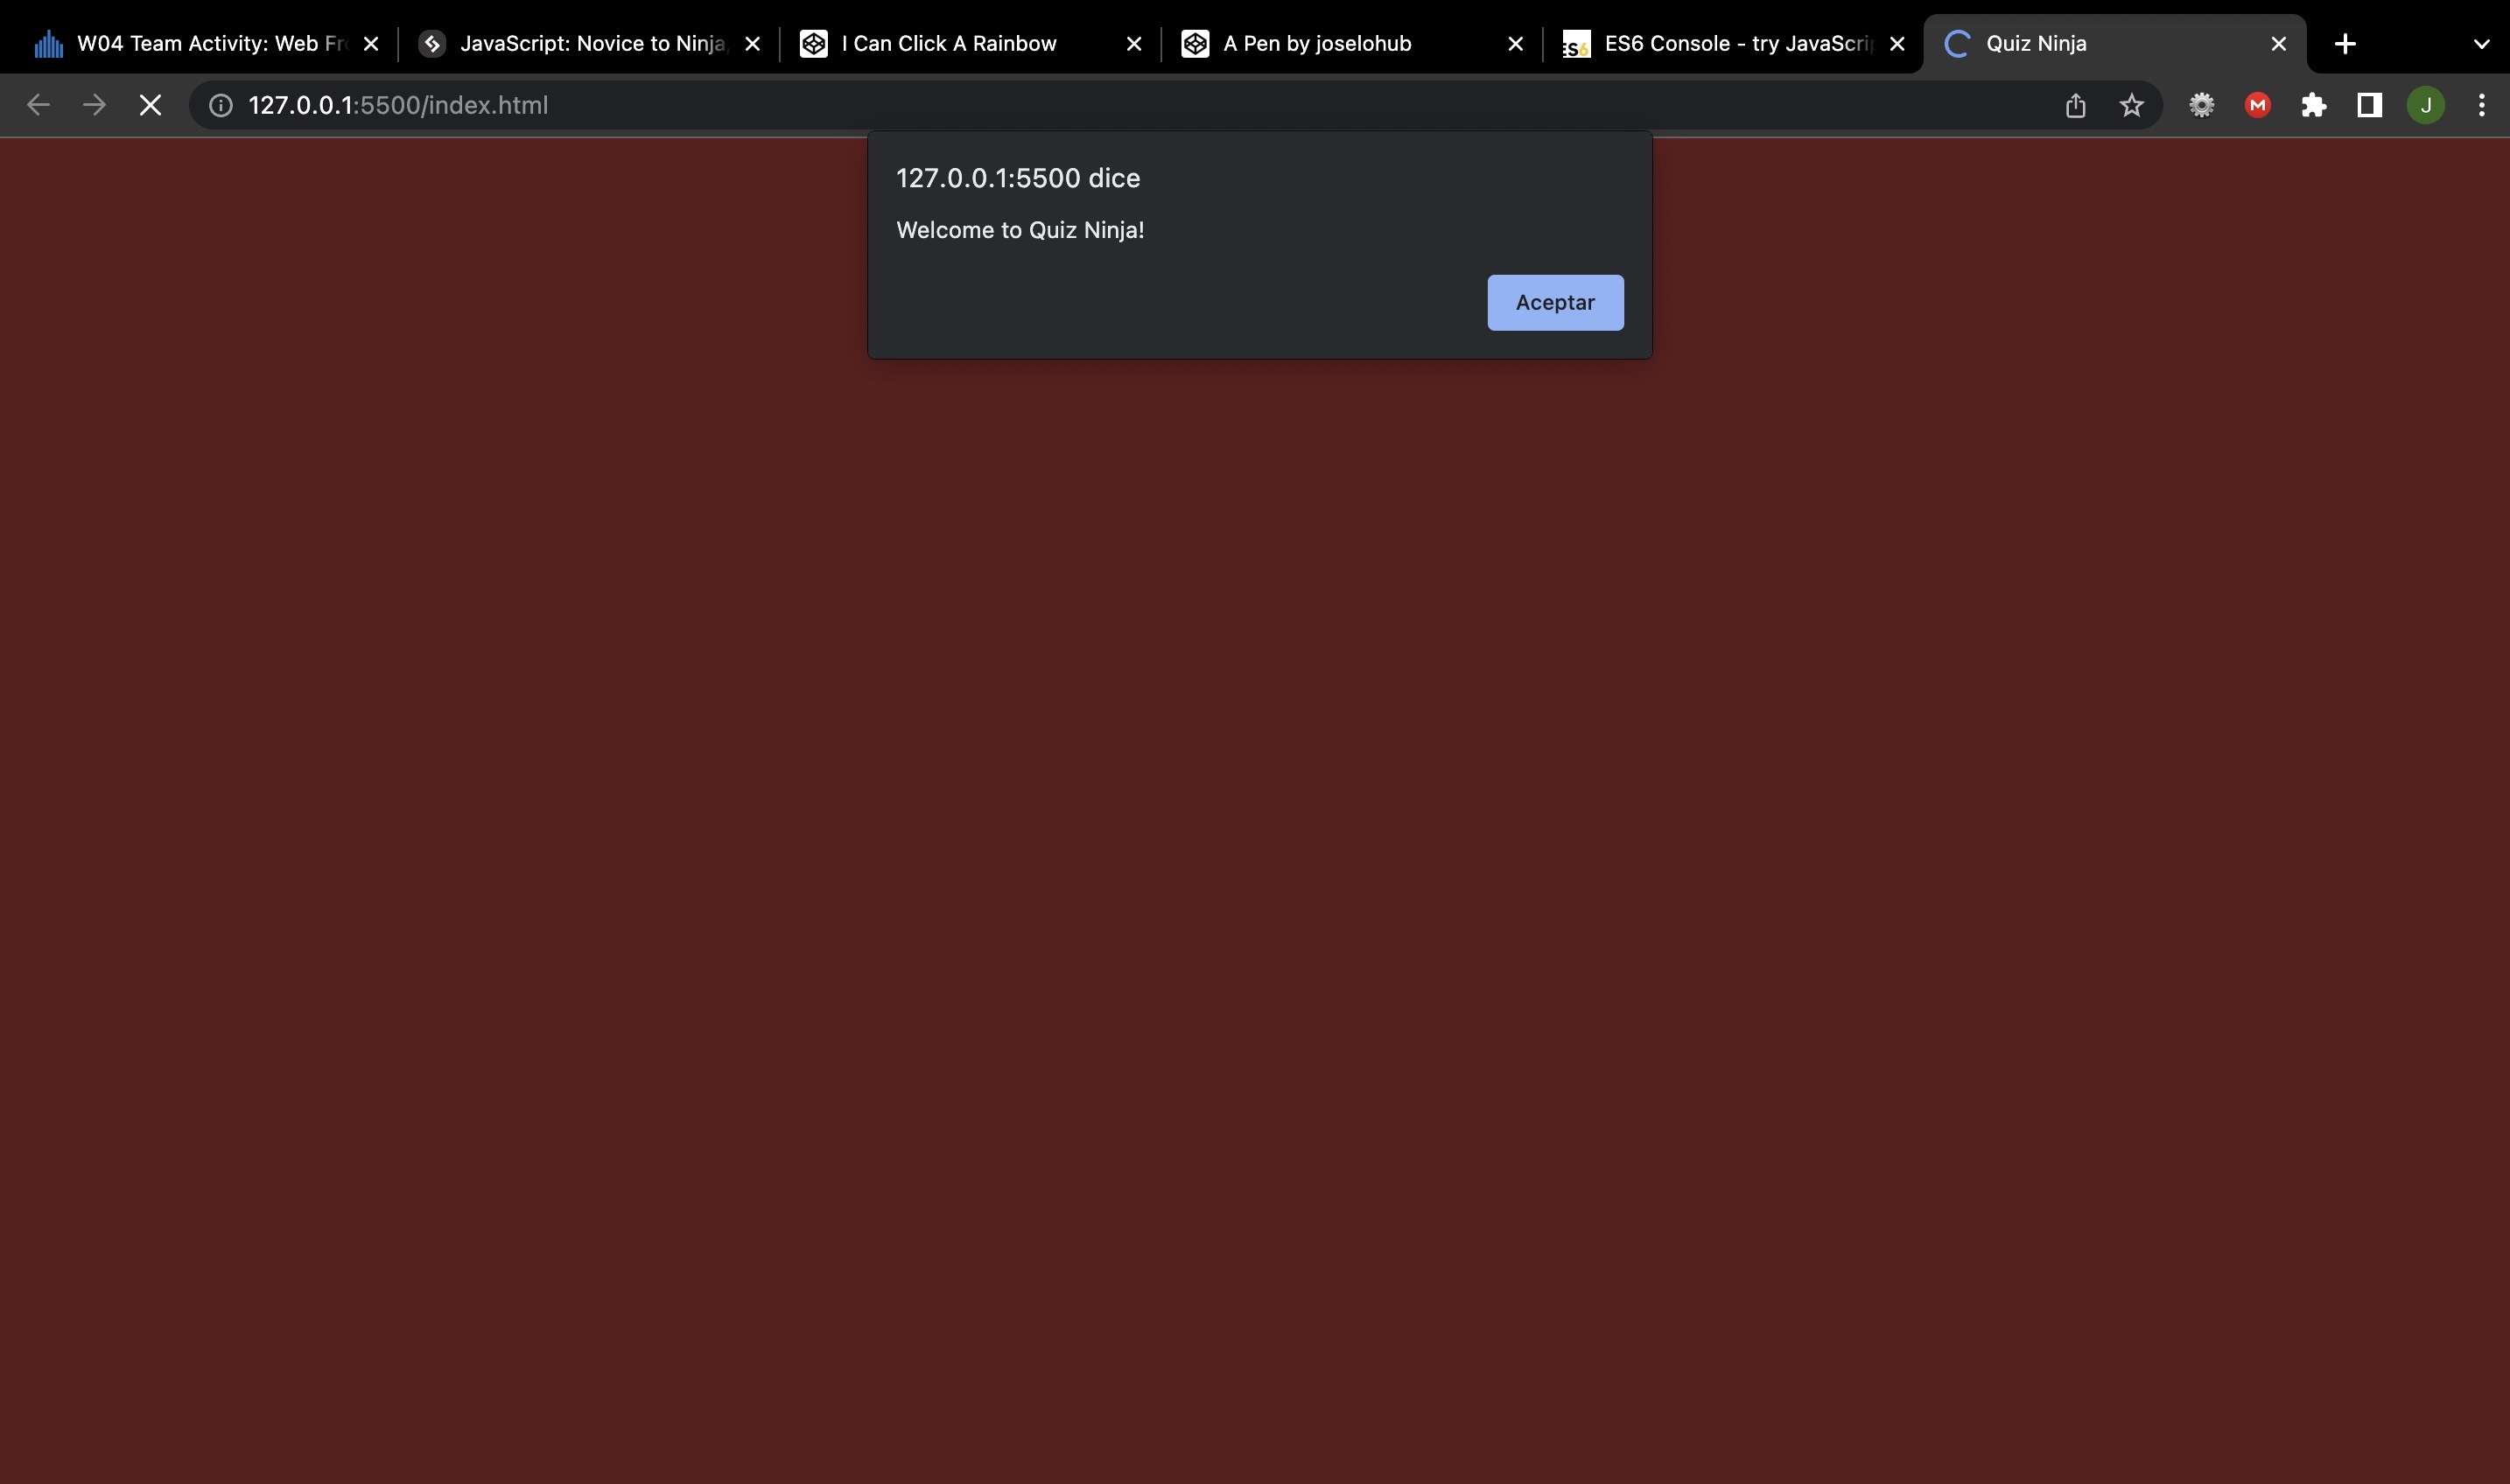 W04 Team Activity: Web Fr
JavaScript: Novice to Ninja,
I Can Click A Rainbow
A Pen by joselohub
ES6
ES6 Console - try JavaScri
Quiz Ninja
127.0.0.1:5500/index.html
M
J
127.0.0.1:5500 dice
Welcome to Quiz Ninja!
Aceptar